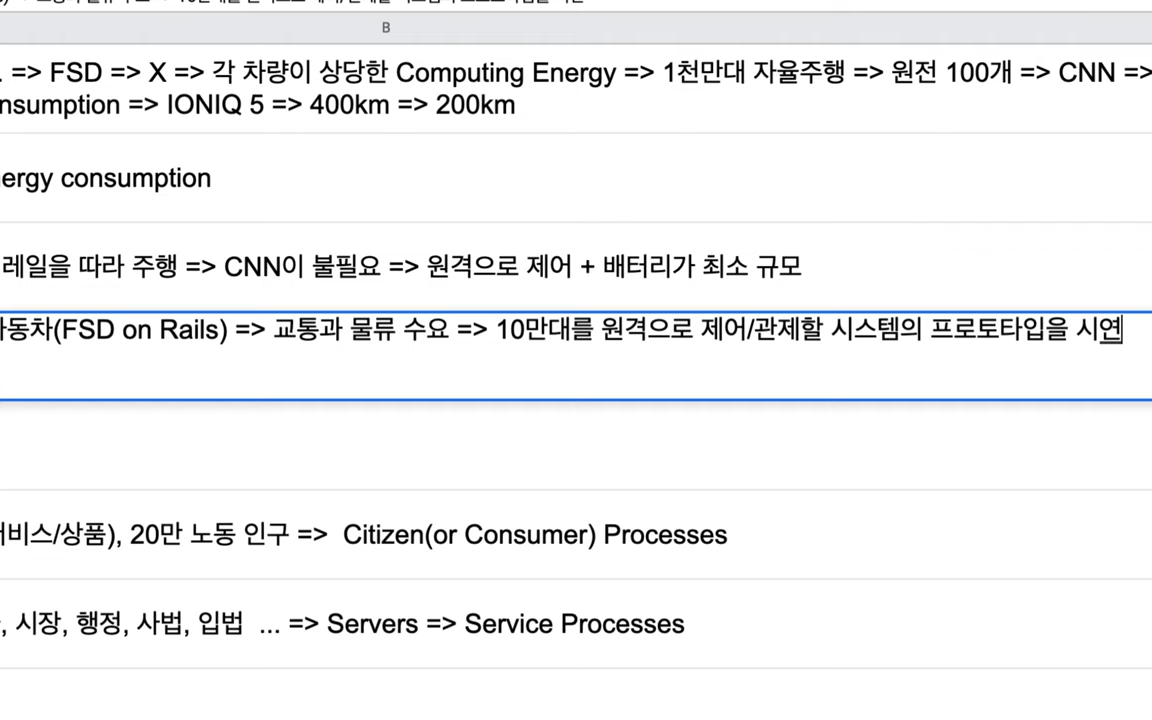 B
=> FSD => X => 각 차량이 상당한 Computing Energy => 1천만대 자율주행 => 원전 100개 => CNN =>
nsumption => IONIQ 5 => 400km => 200km
ergy consumption
레일을 따라 주행 => CNN이 불필요 => 원격으로 제어 + 배터리가 최소 규모
동차(FSD on Rails) => 교통과 물류 수요 => 10만대를 원격으로 제어/관제할 시스템의 프로토타입을 시연
비스/상품), 20만 노동 인구 => Citizen(or Consumer) Processes
, 시장, 행정, 사법, 입법 ... => Servers => Service Processes